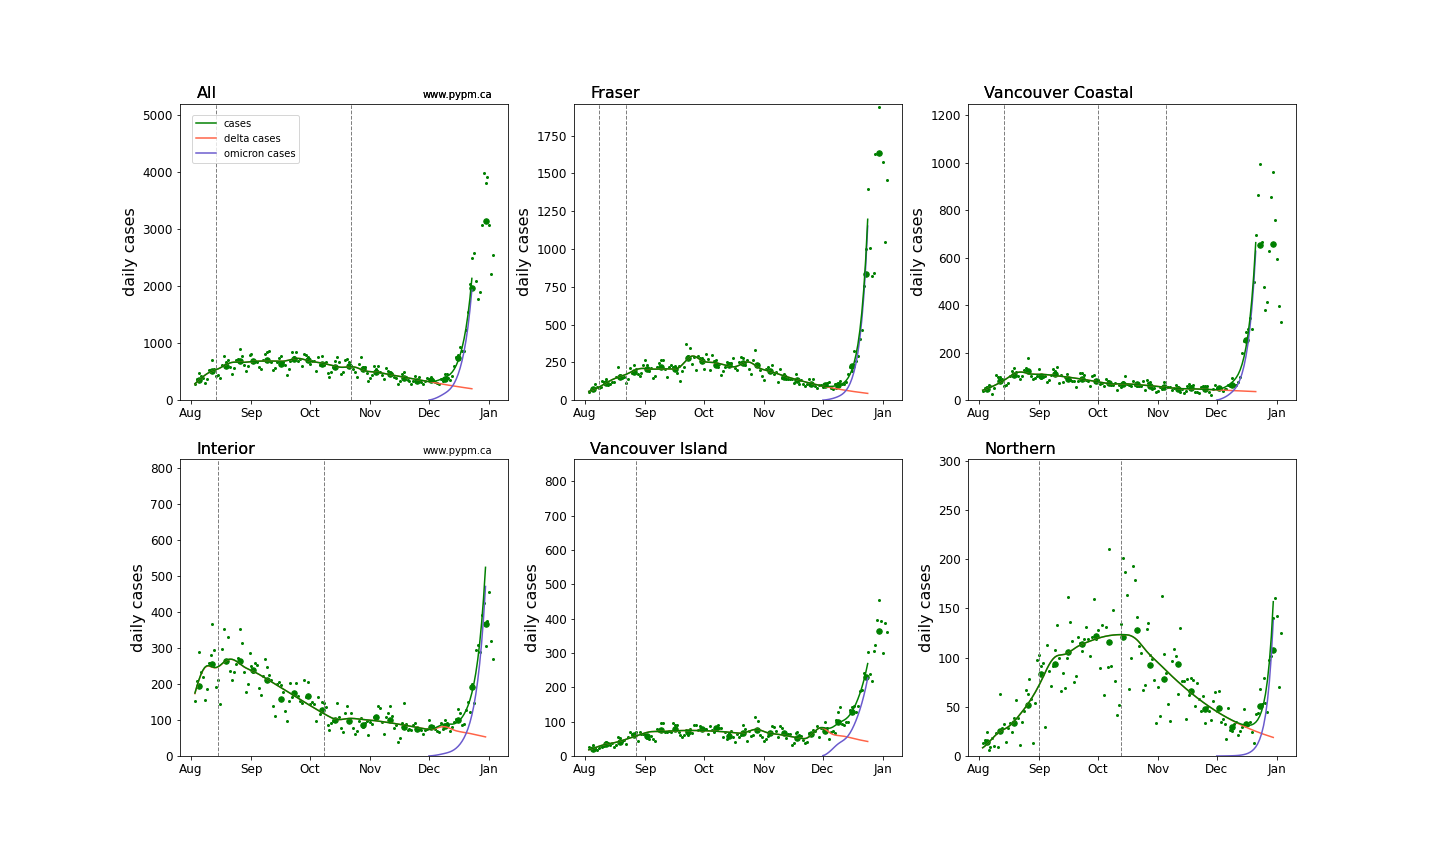 All
www.pypm.ca
daily cases
5000
4000
3000
2000
1000
0
cases
delta cases
omicron cases
Aug Sep Oct Nov Dec Jan
Fraser
daily cases
1750
1500
1250
1000
750
500
250
0
Aug Sep Oct Nov Dec Jan
Vancouver Coastal
daily cases
1200
1000
800
600
400
200
0
Aug Sep Oct Nov Dec Jan
Interior
www.pypm.ca
daily cases
800
700
600
500
400
300
200
100
0
Aug Sep Oct Nov Dec Jan
Vancouver Island
daily cases
800
700
600
500
400
300
200
100
0
Aug Sep Oct Nov Dec Jan
Northern
daily cases
300
250
200
150
100
50
0
Aug Sep Oct Nov Dec Jan